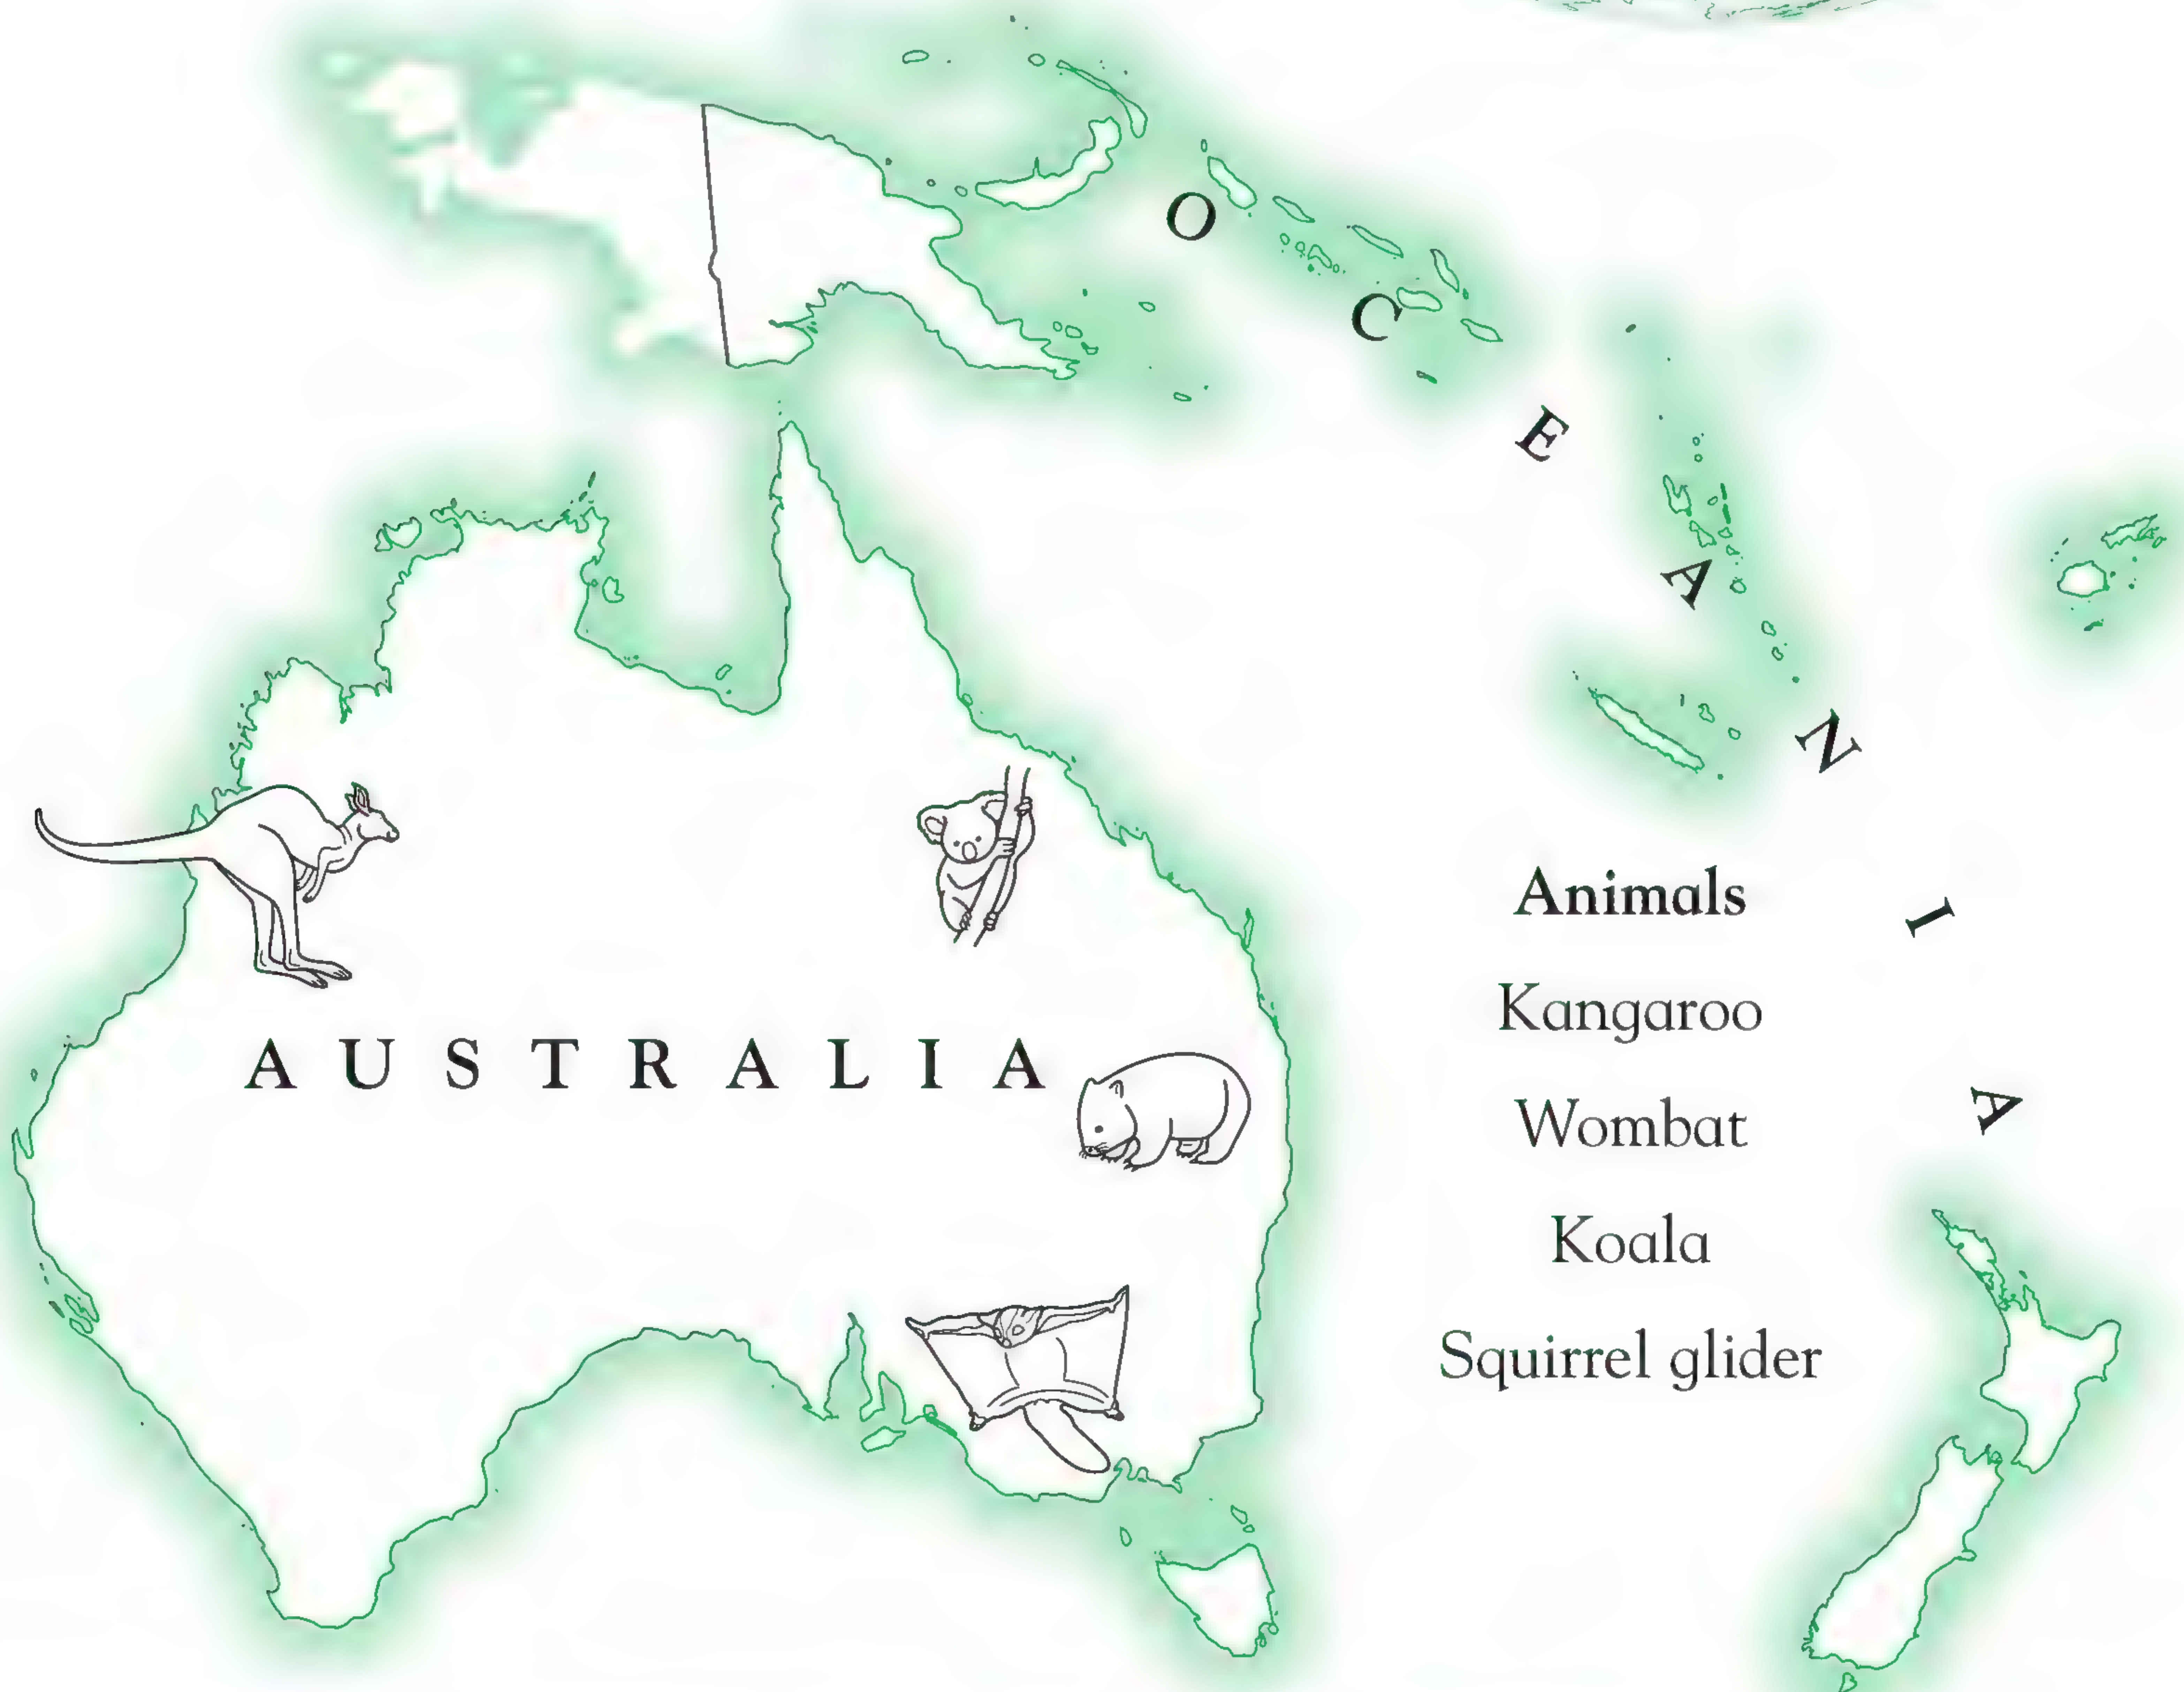 OCEANIA
AUSTRALIA
Animals
Kangaroo
Wombat
Koala
Squirrel glider